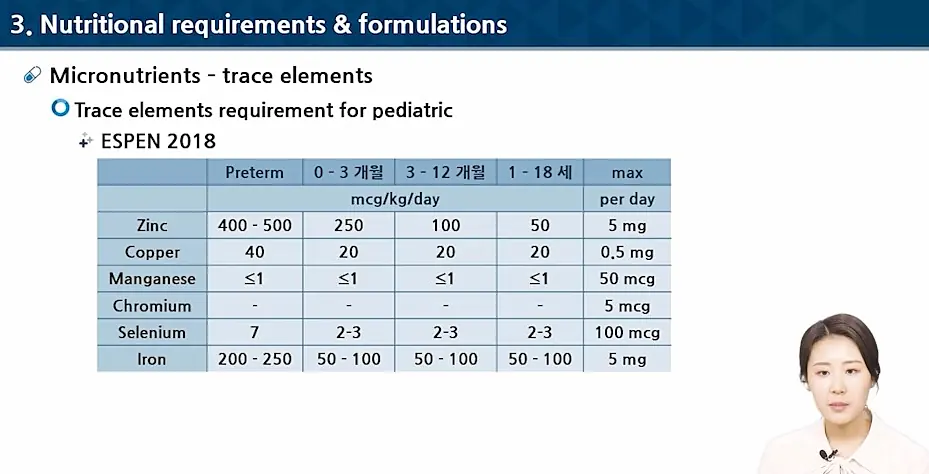 3. Nutritional requirements & formulations
Micronutrients - trace elements
Trace elements requirement for pediatric
ESPEN 2018
Preterm 0 - 3 개월 3 - 12 개월 1 - 18 세 max
mcg/kg/day per day
Zinc 400 - 500 250 100 50 5 mg
Copper 40 20 20 20 0.5 mg
Manganese ≤1 ≤1 ≤1 ≤1 50 mcg
Chromium - - - - 5 mcg
Selenium 7 2-3 2-3 2-3 100 mcg
Iron 200 - 250 50 - 100 50 - 100 50 - 100 5 mg